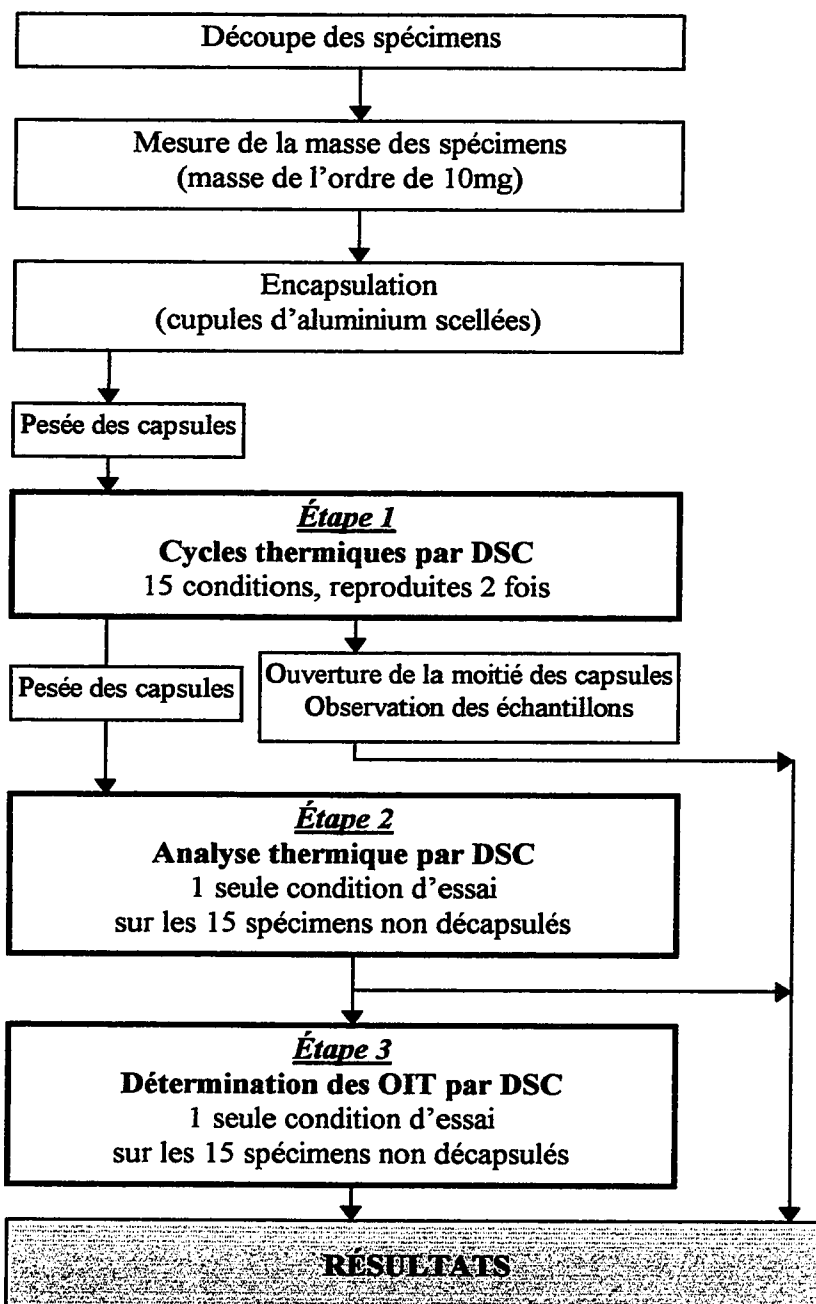 Découpe des spécimens
Mesure de la masse des spécimens
(masse de l'ordre de 10mg)
Encapsulation
(cupules d'aluminium scellées)
Pesée des capsules
Étape 1
Cycles thermiques par DSC
15 conditions, reproduites 2 fois
Pesée des capsules
Ouverture de la moitié des capsules
Observation des échantillons
Étape 2
Analyse thermique par DSC
1 seule condition d'essai
sur les 15 spécimens non décapsulés
Étape 3
Détermination des OIT par DSC
1 seule condition d'essai
sur les 15 spécimens non décapsulés
RÉSULTATS